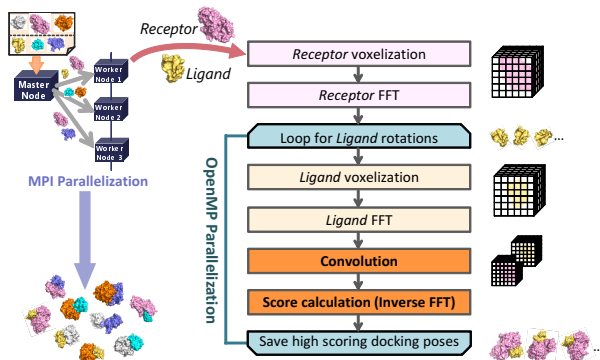 Receptor
Ligand
Master
Node
Worker
Node 1
Worker
Node 2
Worker
Node 3
MPI Parallelization
OpenMP Parallelization
Receptor voxelization
Receptor FFT
Loop for Ligand rotations
Ligand voxelization
Ligand FFT
Convolution
Score calculation (Inverse FFT)
Save high scoring docking poses
...
...